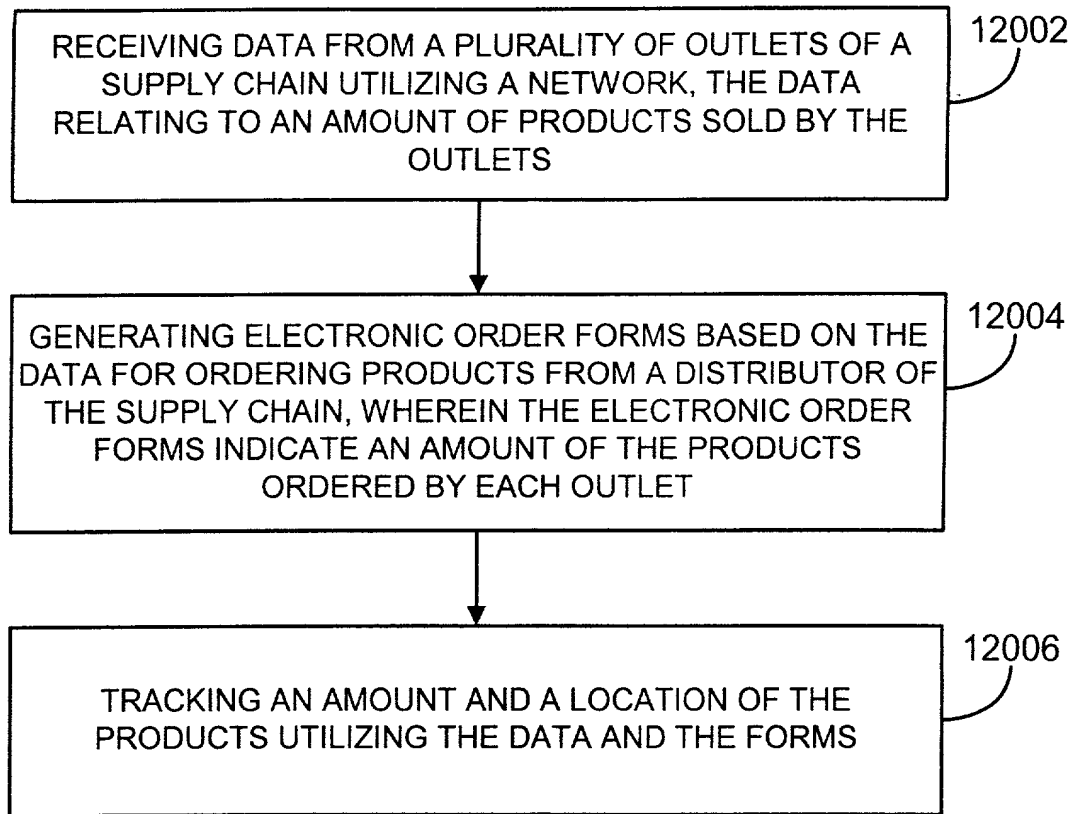 RECEIVING DATA FROM A PLURALITY OF OUTLETS OF A
SUPPLY CHAIN UTILIZING A NETWORK, THE DATA
RELATING TO AN AMOUNT OF PRODUCTS SOLD BY THE
OUTLETS
12002
GENERATING ELECTRONIC ORDER FORMS BASED ON THE
DATA FOR ORDERING PRODUCTS FROM A DISTRIBUTOR OF
THE SUPPLY CHAIN, WHEREIN THE ELECTRONIC ORDER
FORMS INDICATE AN AMOUNT OF THE PRODUCTS
ORDERED BY EACH OUTLET
12004
TRACKING AN AMOUNT AND A LOCATION OF THE
PRODUCTS UTILIZING THE DATA AND THE FORMS
12006